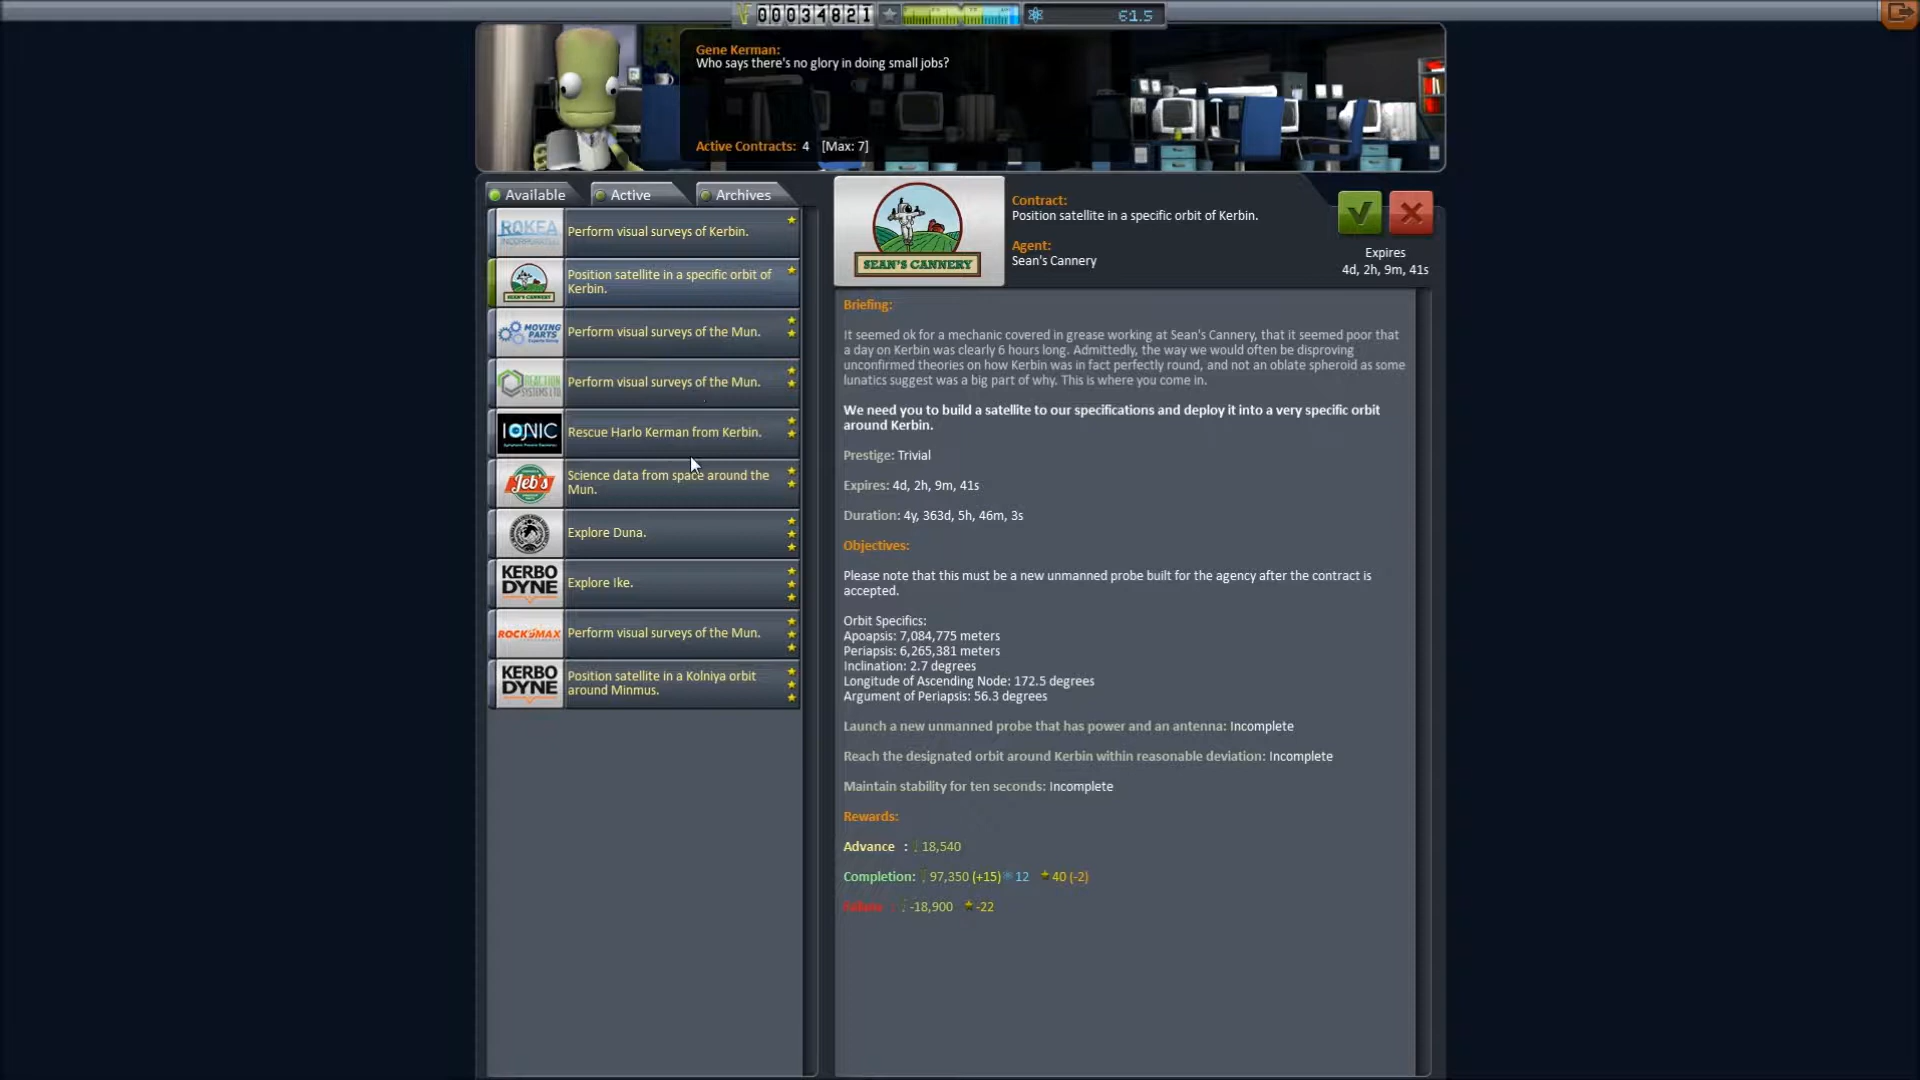 00034821
61.5
Gene Kerman:
Who says there's no glory in doing small jobs?
Active Contracts: 4 [Max: 7]
Available
Active
Archives
ROKEA
Perform visual surveys of Kerbin.
SEAN'S CANNERY
Position satellite in a specific orbit of
Kerbin.
MOVING
PARTS
Perform visual surveys of the Mun.
REACTION
SYSTEMS LTD
Perform visual surveys of the Mun.
IONIC
Rescue Harlo Kerman from Kerbin.
Jeb's
Science data from space around the
Mun.
Explore Duna.
KERBO
DYNE
Explore Ike.
ROCKOMAX
Perform visual surveys of the Mun.
KERBO
DYNE
Position satellite in a Kolniya orbit
around Minmus.
SEAN'S CANNERY
Contract:
Position satellite in a specific orbit of Kerbin.
Agent:
Sean's Cannery
Expires
4d, 2h, 9m, 41s
Briefing:
It seemed ok for a mechanic covered in grease working at Sean's Cannery, that it seemed poor that
a day on Kerbin was clearly 6 hours long. Admittedly, the way we would often be disproving
unconfirmed theories on how Kerbin was in fact perfectly round, and not an oblate spheroid as some
lunatics suggest was a big part of why. This is where you come in.
We need you to build a satellite to our specifications and deploy it into a very specific orbit
around Kerbin.
Prestige: Trivial
Expires: 4d, 2h, 9m, 41s
Duration: 4y, 363d, 5h, 46m, 3s
Objectives:
Please note that this must be a new unmanned probe built for the agency after the contract is
accepted.
Orbit Specifics:
Apoapsis: 7,084,775 meters
Periapsis: 6,265,381 meters
Inclination: 2.7 degrees
Longitude of Ascending Node: 172.5 degrees
Argument of Periapsis: 56.3 degrees
Launch a new unmanned probe that has power and an antenna: Incomplete
Reach the designated orbit around Kerbin within reasonable deviation: Incomplete
Maintain stability for ten seconds: Incomplete
Rewards:
Advance : 18,540
Completion: 97,350 (+15) 12 40 (-2)
Failure : -18,900 -22